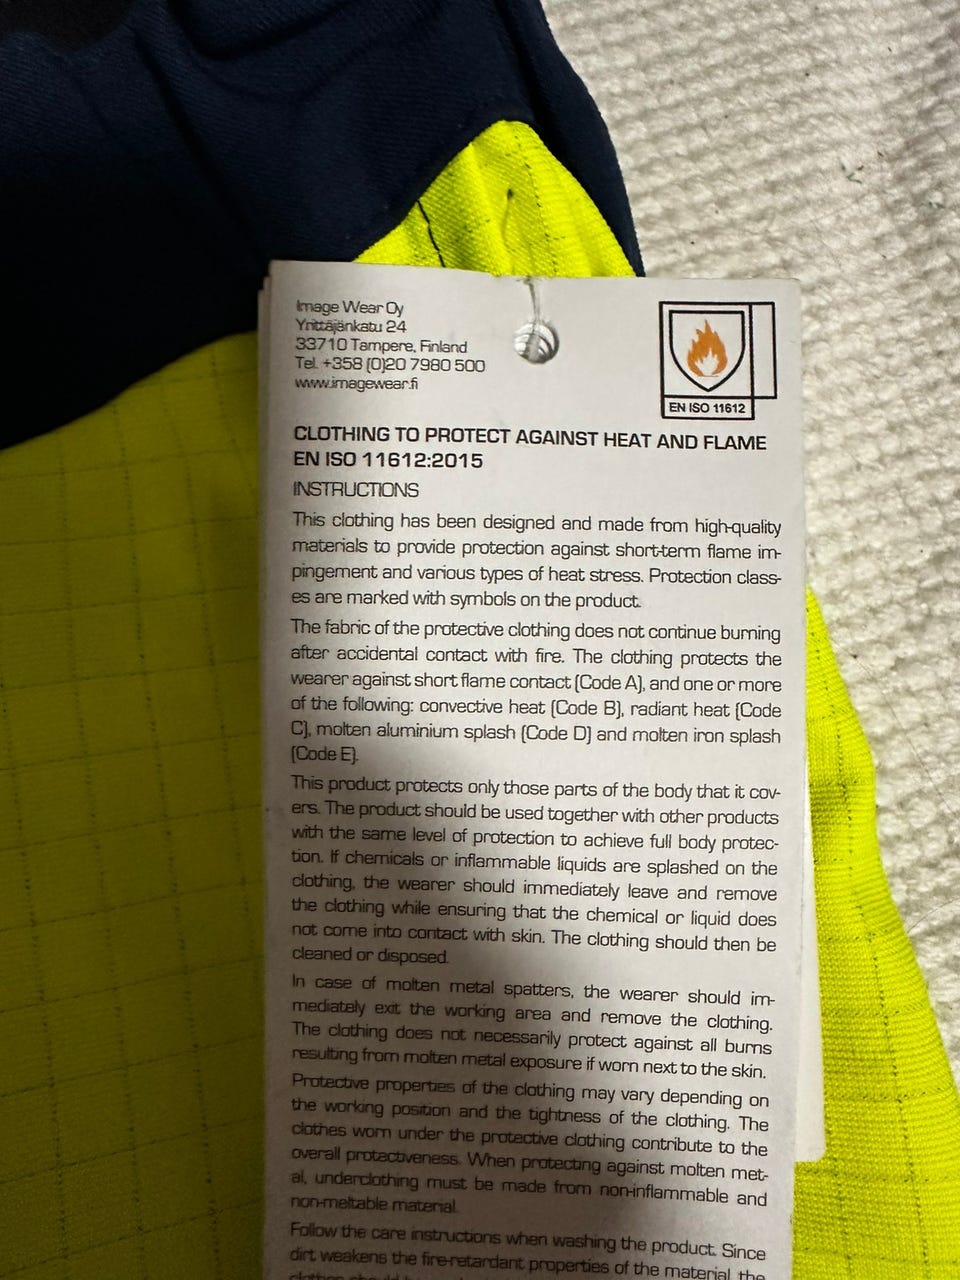 Image Wear Oy
Yrittäjänkatu 24
33710 Tampere, Finland
Tel. +358 (0)20 7980 500
www.imagewear.fi
EN ISO 11612
CLOTHING TO PROTECT AGAINST HEAT AND FLAME
EN ISO 11612:2015
INSTRUCTIONS
This clothing has been designed and made from high-quality
materials to provide protection against short-term flame im-
pingement and various types of heat stress. Protection class-
es are marked with symbols on the product.
The fabric of the protective clothing does not continue burning
after accidental contact with fire. The clothing protects the
wearer against short flame contact (Code A), and one or more
of the following: convective heat (Code B), radiant heat (Code
C), molten aluminium splash (Code D) and molten iron splash
(Code E).
This product protects only those parts of the body that it cov-
ers. The product should be used together with other products
with the same level of protection to achieve full body protec-
tion. If chemicals or inflammable liquids are splashed on the
clothing, the wearer should immediately leave and remove
the clothing while ensuring that the chemical or liquid does
not come into contact with skin. The clothing should then be
cleaned or disposed.
In case of molten metal spatters, the wearer should im-
mediately exit the working area and remove the clothing.
The clothing does not necessarily protect against all burns
resulting from molten metal exposure if worn next to the skin.
Protective properties of the clothing may vary depending on
the working position and the tightness of the clothing. The
clothes worn under the protective clothing contribute to the
overall protectiveness. When protecting against molten met-
al, underclothing must be made from non-inflammable and
non-meltable material.
Follow the care instructions when washing the product. Since
dirt weakens the fire-retardant properties of the material, the